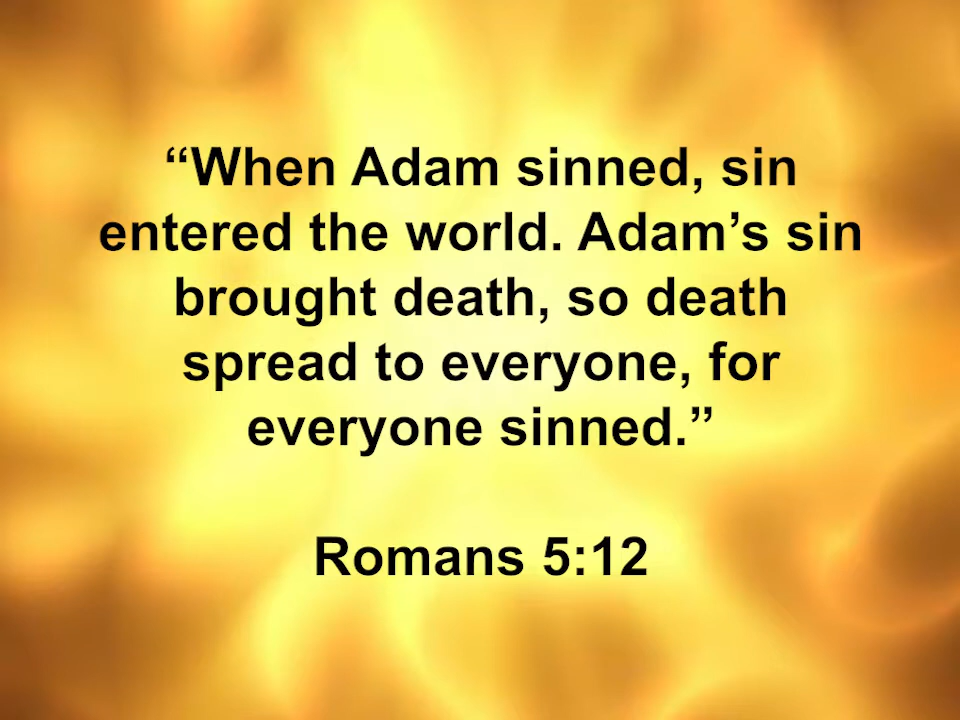 “When Adam sinned, sin
entered the world. Adam’s sin
brought death, so death
spread to everyone, for
everyone sinned.”
Romans 5:12